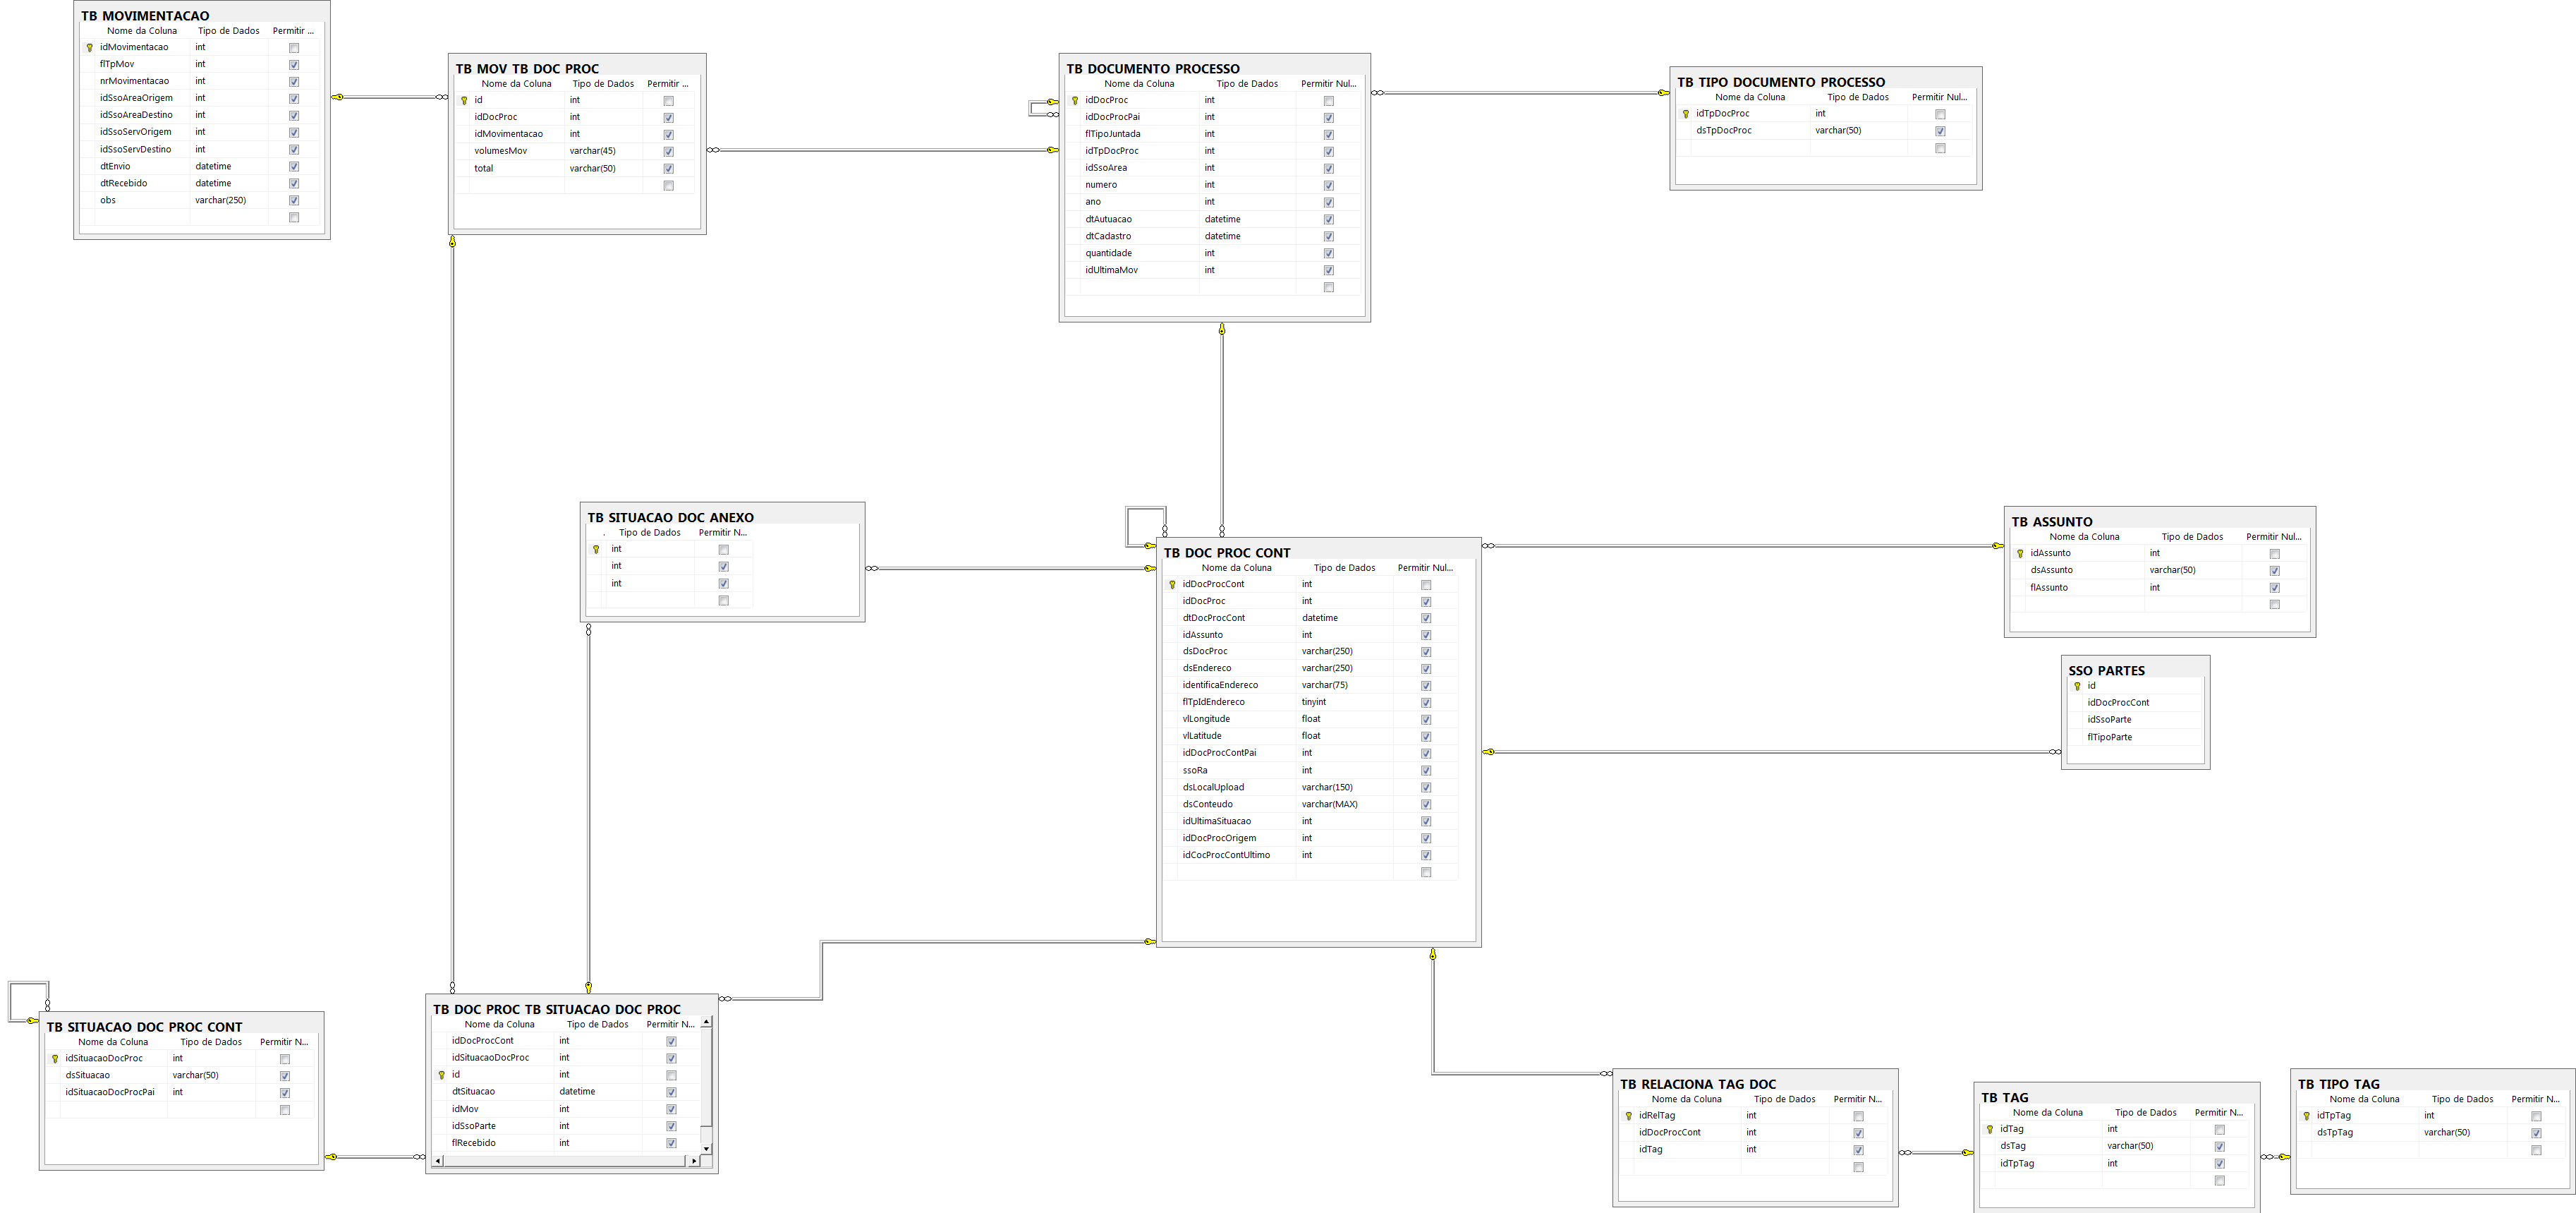 TB MOVIMENTACAO
Nome da Coluna Tipo de Dados Permitir ...
idMovimentacao int
flTpMov int
nrMovimentacao int
idSsoAreaOrigem int
idSsoAreaDestino int
idSsoServOrigem int
idSsoServDestino int
dtEnvio datetime
dtRecebido datetime
obs varchar(250)
TB MOV TB DOC PROC
Nome da Coluna Tipo de Dados Permitir ...
id int
idDocProc int
idMovimentacao int
volumesMov varchar(45)
total varchar(50)
TB DOCUMENTO PROCESSO
Nome da Coluna Tipo de Dados Permitir Nul...
idDocProc int
idDocProcPai int
flTipoJuntada int
idTpDocProc int
idSsoArea int
numero int
ano int
dtAutuacao datetime
dtCadastro datetime
quantidade int
idUltimaMov int
TB TIPO DOCUMENTO PROCESSO
Nome da Coluna Tipo de Dados Permitir Nul...
idTpDocProc int
dsTpDocProc varchar(50)
TB SITUACAO DOC ANEXO
. Tipo de Dados Permitir N...
int
int
int
TB DOC PROC CONT
Nome da Coluna Tipo de Dados Permitir Nul...
idDocProcCont int
idDocProc int
dtDocProcCont datetime
idAssunto int
dsDocProc varchar(250)
dsEndereco varchar(250)
identificaEndereco varchar(75)
flTpIdEndereco tinyint
vlLongitude float
vlLatitude float
idDocProcContPai int
ssoRa int
dsLocalUpload varchar(150)
dsConteudo varchar(MAX)
idUltimaSituacao int
idDocProcOrigem int
idCocProcContUltimo int
TB ASSUNTO
Nome da Coluna Tipo de Dados Permitir Nul...
idAssunto int
dsAssunto varchar(50)
flAssunto int
SSO PARTES
id
idDocProcCont
idSsoParte
flTipoParte
TB SITUACAO DOC PROC CONT
Nome da Coluna Tipo de Dados Permitir N...
idSituacaoDocProc int
dsSituacao varchar(50)
idSituacaoDocProcPai int
TB DOC PROC TB SITUACAO DOC PROC
Nome da Coluna Tipo de Dados Permitir N...
idDocProcCont int
idSituacaoDocProc int
id int
dtSituacao datetime
idMov int
idSsoParte int
flRecebido int
TB RELACIONA TAG DOC
Nome da Coluna Tipo de Dados Permitir N...
idRelTag int
idDocProcCont int
idTag int
TB TAG
Nome da Coluna Tipo de Dados Permitir N...
idTag int
dsTag varchar(50)
idTpTag int
TB TIPO TAG
Nome da Coluna Tipo de Dados Permitir N...
idTpTag int
dsTpTag varchar(50)